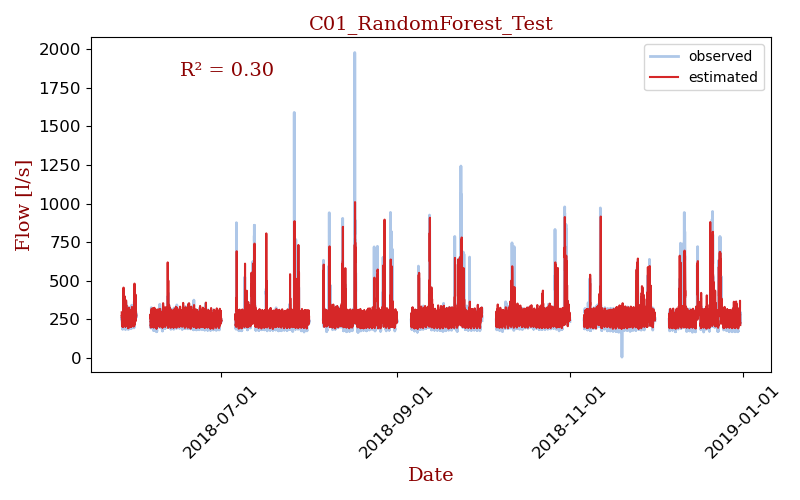 C01_RandomForest_Test
R² = 0.30
observed
estimated
Flow [l/s]
2000
1750
1500
1250
1000
750
500
250
0
2018-07-01
2018-09-01
2018-11-01
2019-01-01
Date